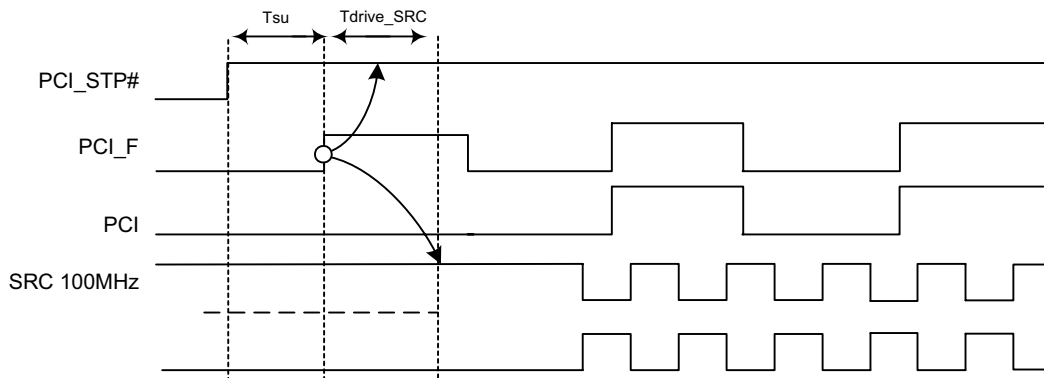 Tsu
Tdrive_SRC
PCI_STP#
PCI_F
PCI
SRC 100MHz